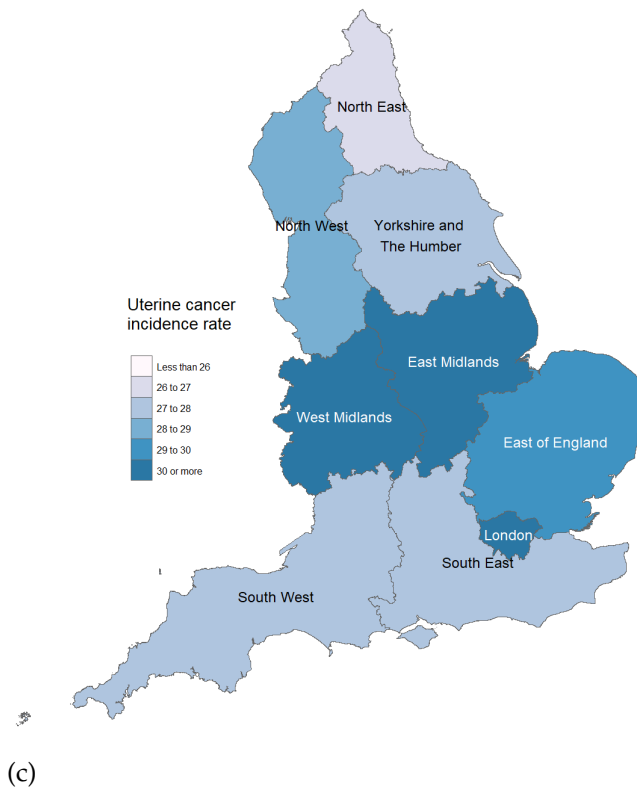 North East
North West
Yorkshire and
The Humber
Uterine cancer
incidence rate
Less than 26
26 to 27
27 to 28
28 to 29
29 to 30
30 or more
East Midlands
West Midlands
East of England
London
South East
South West
(c)